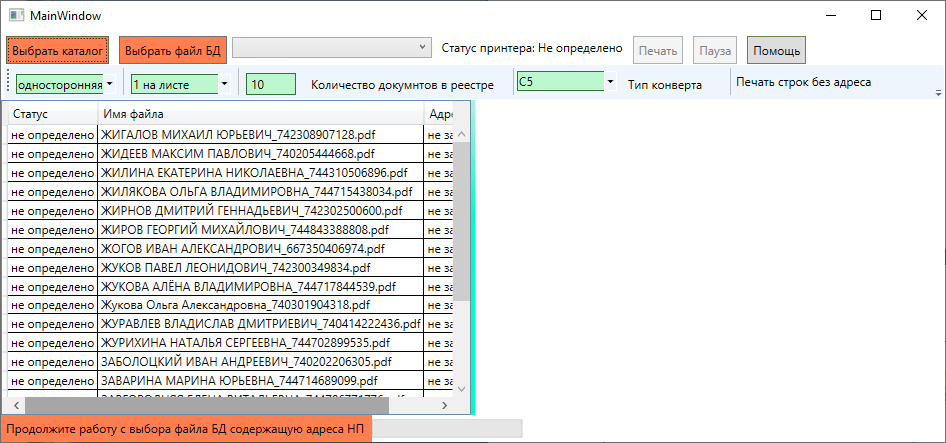 MainWindow
Выбрать каталог Выбрать файл БД Статус принтера: Не определено Печать Пауза Помощь
односторонняя 1 на листе 10 Количество докумнтов в реестре C5 Тип конверта Печать строк без адреса
Статус Имя файла Адре
не определено ЖИГАЛОВ МИХАИЛ ЮРЬЕВИЧ_742308907128.pdf не за
не определено ЖИДЕЕВ МАКСИМ ПАВЛОВИЧ_740205444668.pdf не за
не определено ЖИЛИНА ЕКАТЕРИНА НИКОЛАЕВНА_744310506896.pdf не за
не определено ЖИЛЯКОВА ОЛЬГА ВЛАДИМИРОВНА_744715438034.pdf не за
не определено ЖИРНОВ ДМИТРИЙ ГЕННАДЬЕВИЧ_742302500600.pdf не за
не определено ЖИРОВ ГЕОРГИЙ МИХАЙЛОВИЧ_744843388808.pdf не за
не определено ЖОГОВ ИВАН АЛЕКСАНДРОВИЧ_667350406974.pdf не за
не определено ЖУКОВ ПАВЕЛ ЛЕОНИДОВИЧ_742300349834.pdf не за
не определено ЖУКОВА АЛЁНА ВЛАДИМИРОВНА_744717844539.pdf не за
не определено Жукова Ольга Александровна_740301904318.pdf не за
не определено ЖУРАВЛЕВ ВЛАДИСЛАВ ДМИТРИЕВИЧ_740414222436.pdf не за
не определено ЖУРИХИНА НАТАЛЬЯ СЕРГЕЕВНА_744702899535.pdf не за
не определено ЗАБОЛОЦКИЙ ИВАН АНДРЕЕВИЧ_740202206305.pdf не за
не определено ЗАВАРИНА МАРИНА ЮРЬЕВНА_744714689099.pdf не за
Продолжите работу с выбора файла БД содержащую адреса НП